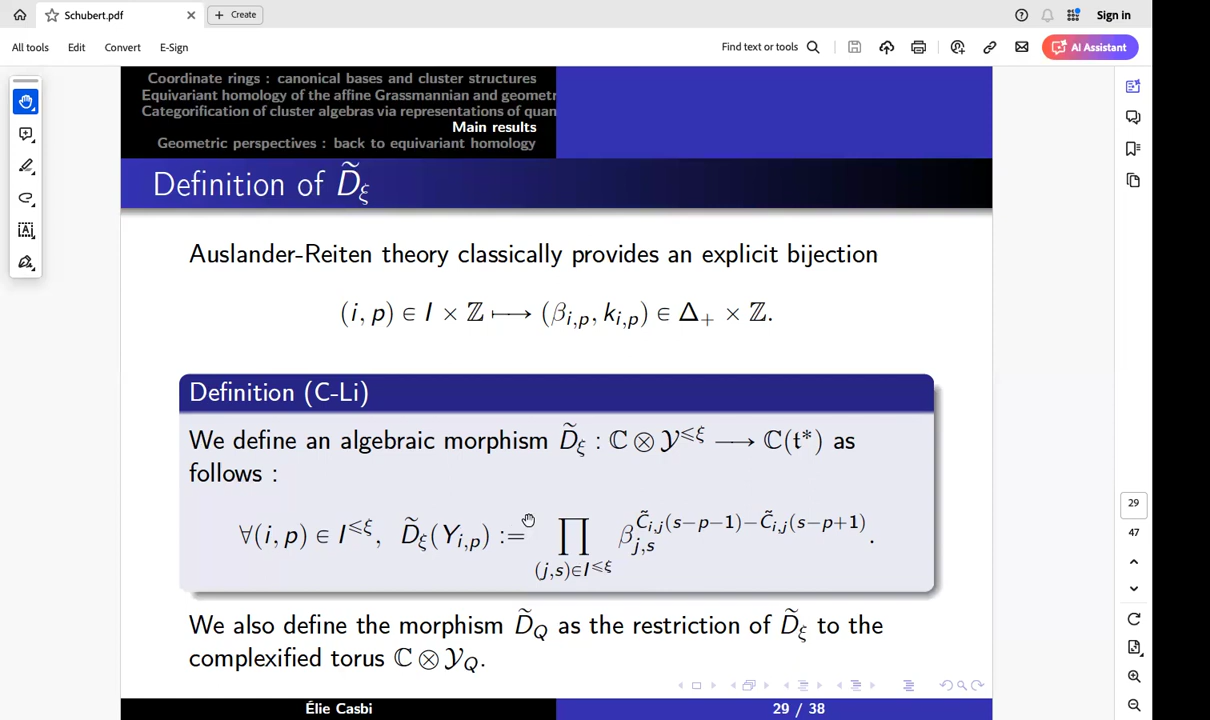 Schubert.pdf
Create
Sign in
All tools
Edit
Convert
E-Sign
Find text or tools
AI Assistant
Coordinate rings : canonical bases and cluster structures
Equivariant homology of the affine Grassmannian and geometr
Categorification of cluster algebras via representations of quan
Main results
Geometric perspectives : back to equivariant homology
Definition of D̃_ξ
Auslander-Reiten theory classically provides an explicit bijection
(i, p) ∈ I × ℤ ⟼ (β_{i,p}, k_{i,p}) ∈ Δ_+ × ℤ.
Definition (C-Li)
We define an algebraic morphism D̃_ξ : ℂ ⊗ 𝒴^{⩽ξ} ⟶ ℂ(𝔱*) as
follows :
∀(i, p) ∈ I^{⩽ξ}, D̃_ξ(Y_{i,p}) := ∏_{(j,s)∈I^{⩽ξ}} β_{j,s}^{C̃_{i,j}(s−p−1)−C̃_{i,j}(s−p+1)}.
We also define the morphism D̃_Q as the restriction of D̃_ξ to the
complexified torus ℂ ⊗ 𝒴_Q.
Élie Casbi
29 / 38
29
47